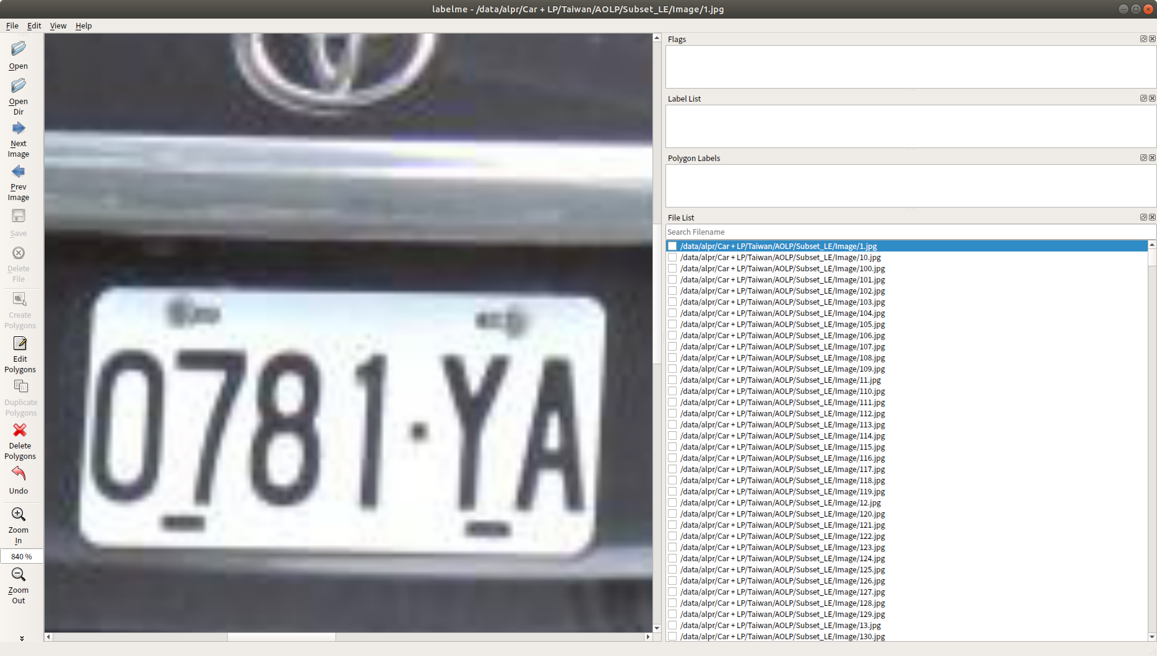 labelme - /data/alpr/Car + LP/Taiwan/AOLP/Subset_LE/Image/1.jpg
File Edit View Help
Open
Open
Dir
Next
Image
Prev
Image
Save
Delete
File
Create
Polygons
Edit
Polygons
Duplicate
Polygons
Delete
Polygons
Undo
Zoom
In
840 %
Zoom
Out
0781·YA
Flags
Label List
Polygon Labels
File List
Search Filename
/data/alpr/Car + LP/Taiwan/AOLP/Subset_LE/Image/1.jpg
/data/alpr/Car + LP/Taiwan/AOLP/Subset_LE/Image/10.jpg
/data/alpr/Car + LP/Taiwan/AOLP/Subset_LE/Image/100.jpg
/data/alpr/Car + LP/Taiwan/AOLP/Subset_LE/Image/101.jpg
/data/alpr/Car + LP/Taiwan/AOLP/Subset_LE/Image/102.jpg
/data/alpr/Car + LP/Taiwan/AOLP/Subset_LE/Image/103.jpg
/data/alpr/Car + LP/Taiwan/AOLP/Subset_LE/Image/104.jpg
/data/alpr/Car + LP/Taiwan/AOLP/Subset_LE/Image/105.jpg
/data/alpr/Car + LP/Taiwan/AOLP/Subset_LE/Image/106.jpg
/data/alpr/Car + LP/Taiwan/AOLP/Subset_LE/Image/107.jpg
/data/alpr/Car + LP/Taiwan/AOLP/Subset_LE/Image/108.jpg
/data/alpr/Car + LP/Taiwan/AOLP/Subset_LE/Image/109.jpg
/data/alpr/Car + LP/Taiwan/AOLP/Subset_LE/Image/11.jpg
/data/alpr/Car + LP/Taiwan/AOLP/Subset_LE/Image/110.jpg
/data/alpr/Car + LP/Taiwan/AOLP/Subset_LE/Image/111.jpg
/data/alpr/Car + LP/Taiwan/AOLP/Subset_LE/Image/112.jpg
/data/alpr/Car + LP/Taiwan/AOLP/Subset_LE/Image/113.jpg
/data/alpr/Car + LP/Taiwan/AOLP/Subset_LE/Image/114.jpg
/data/alpr/Car + LP/Taiwan/AOLP/Subset_LE/Image/115.jpg
/data/alpr/Car + LP/Taiwan/AOLP/Subset_LE/Image/116.jpg
/data/alpr/Car + LP/Taiwan/AOLP/Subset_LE/Image/117.jpg
/data/alpr/Car + LP/Taiwan/AOLP/Subset_LE/Image/118.jpg
/data/alpr/Car + LP/Taiwan/AOLP/Subset_LE/Image/119.jpg
/data/alpr/Car + LP/Taiwan/AOLP/Subset_LE/Image/12.jpg
/data/alpr/Car + LP/Taiwan/AOLP/Subset_LE/Image/120.jpg
/data/alpr/Car + LP/Taiwan/AOLP/Subset_LE/Image/121.jpg
/data/alpr/Car + LP/Taiwan/AOLP/Subset_LE/Image/122.jpg
/data/alpr/Car + LP/Taiwan/AOLP/Subset_LE/Image/123.jpg
/data/alpr/Car + LP/Taiwan/AOLP/Subset_LE/Image/124.jpg
/data/alpr/Car + LP/Taiwan/AOLP/Subset_LE/Image/125.jpg
/data/alpr/Car + LP/Taiwan/AOLP/Subset_LE/Image/126.jpg
/data/alpr/Car + LP/Taiwan/AOLP/Subset_LE/Image/127.jpg
/data/alpr/Car + LP/Taiwan/AOLP/Subset_LE/Image/128.jpg
/data/alpr/Car + LP/Taiwan/AOLP/Subset_LE/Image/129.jpg
/data/alpr/Car + LP/Taiwan/AOLP/Subset_LE/Image/13.jpg
/data/alpr/Car + LP/Taiwan/AOLP/Subset_LE/Image/130.jpg